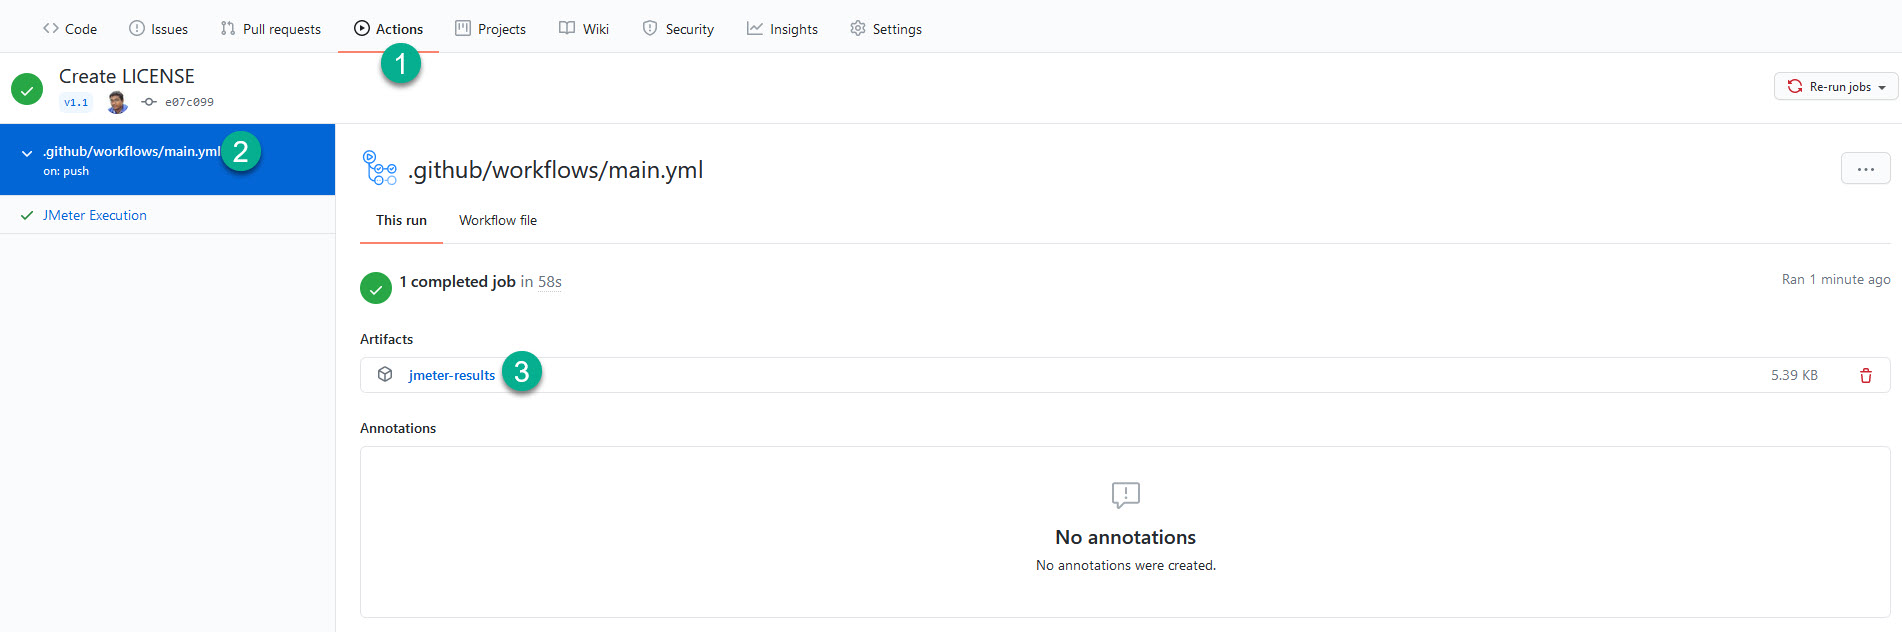 Code Issues Pull requests Actions Projects Wiki Security Insights Settings
1
Create LICENSE
v1.1 e07c099
Re-run jobs
.github/workflows/main.yml 2
on: push
JMeter Execution
.github/workflows/main.yml
...
This run Workflow file
1 completed job in 58s
Ran 1 minute ago
Artifacts
jmeter-results 3 5.39 KB
Annotations
No annotations
No annotations were created.